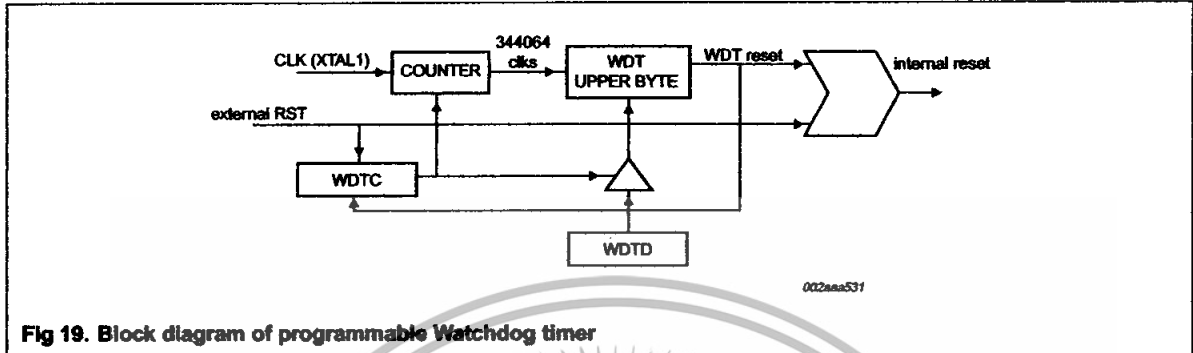 344064
clks
CLK (XTAL1)
COUNTER
WDT
UPPER BYTE
WDT reset
internal reset
external RST
WDTC
WDTD
002aaa531
Fig 19. Block diagram of programmable Watchdog timer